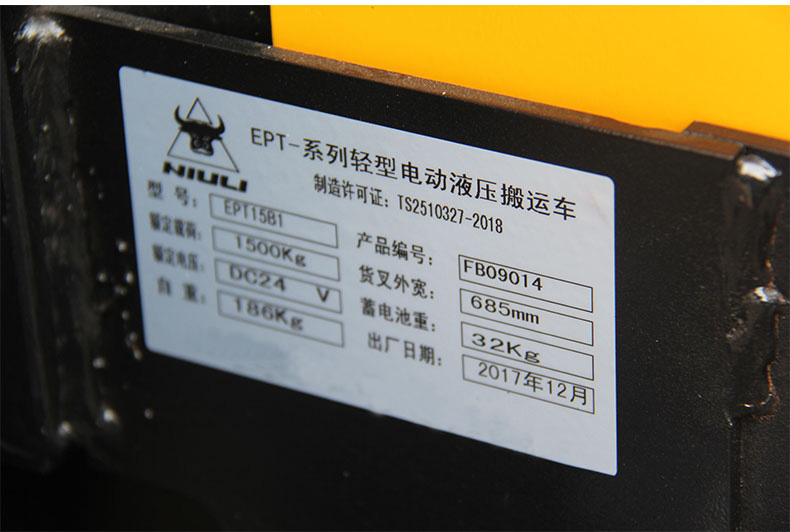 NIULI
EPT-系列轻型电动液压搬运车
制造许可证：TS2510327-2018
型 号： EPT15B1
额定载荷： 1500Kg
额定电压： DC24 V
自 重： 186Kg
产品编号： FB09014
货叉外宽： 685mm
蓄电池重： 32Kg
出厂日期： 2017年12月